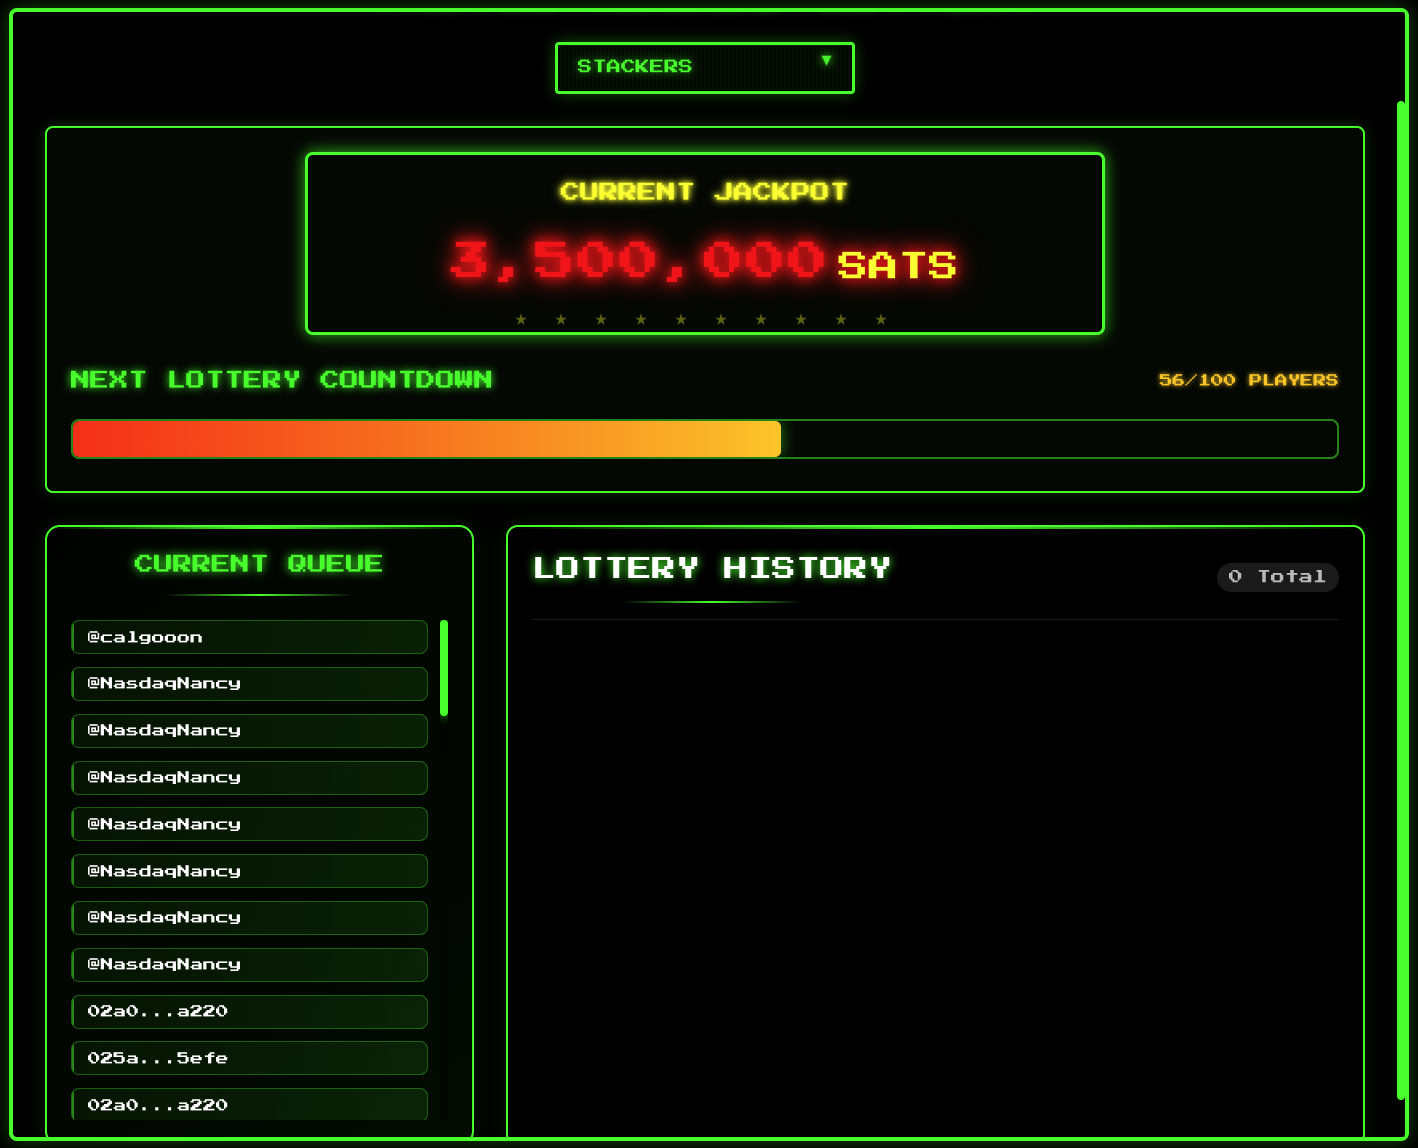 STACKERS ▼
CURRENT JACKPOT
3,500,000 SATS
★ ★ ★ ★ ★ ★ ★ ★ ★ ★
NEXT LOTTERY COUNTDOWN
56/100 PLAYERS
CURRENT QUEUE
@calgooon
@NasdaqNancy
@NasdaqNancy
@NasdaqNancy
@NasdaqNancy
@NasdaqNancy
@NasdaqNancy
@NasdaqNancy
02a0...a220
025a...5efe
02a0...a220
LOTTERY HISTORY
0 Total